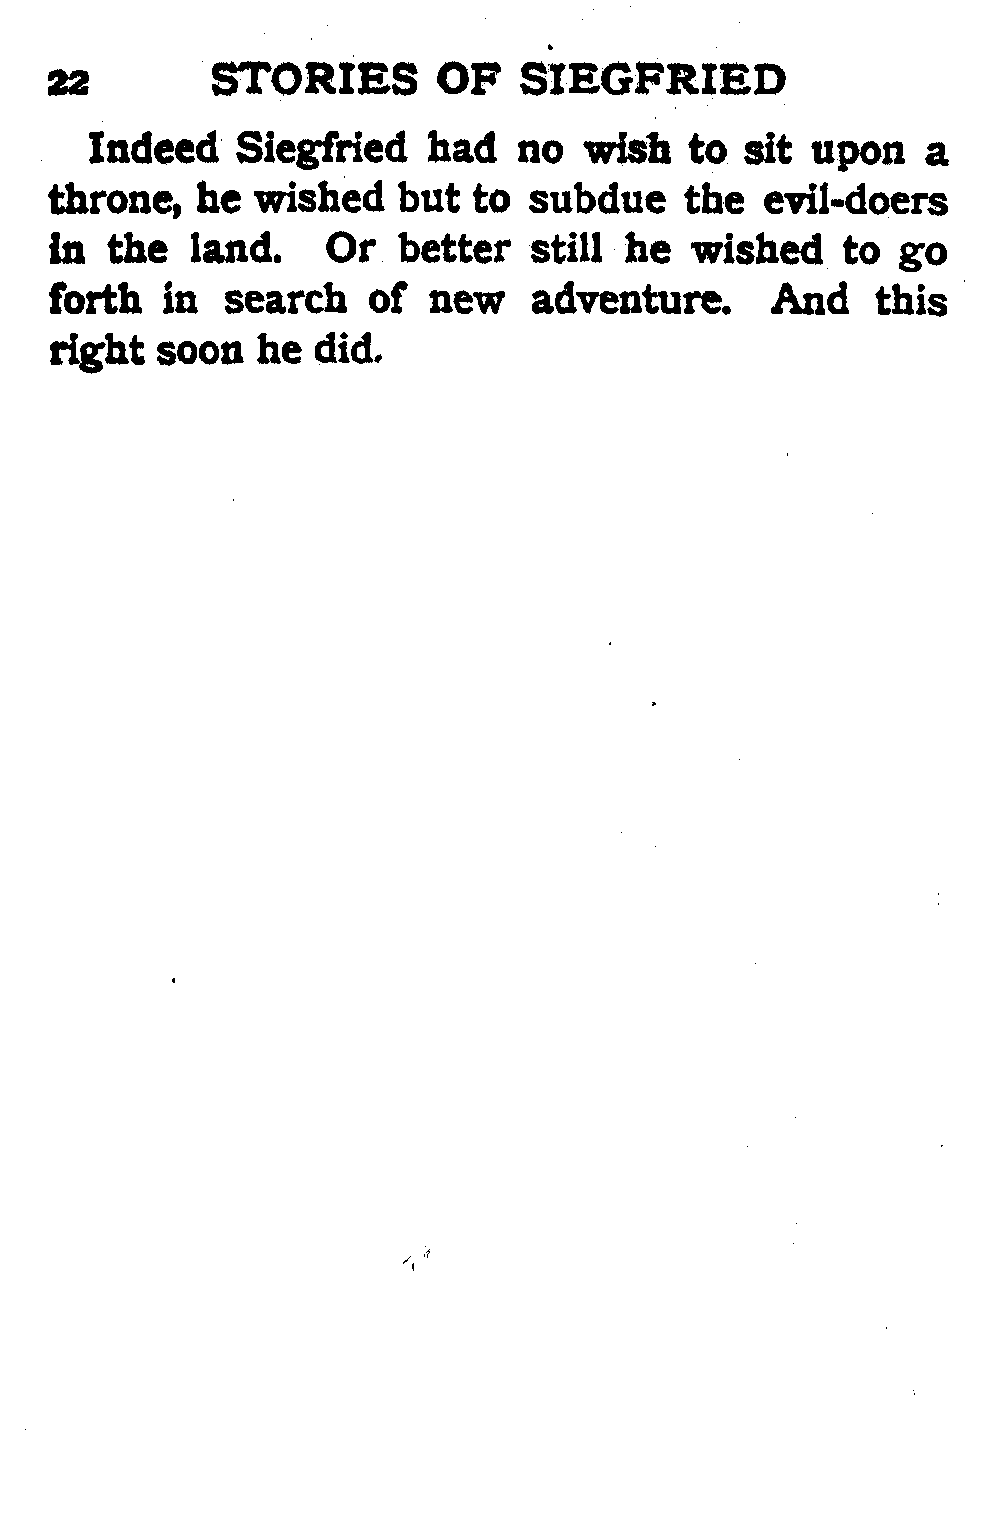 22 STORIES OF SIEGFRIED
Indeed Siegfried had no wish to sit upon a
throne, he wished but to subdue the evil-doers
in the land. Or better still he wished to go
forth in search of new adventure. And this
right soon he did.